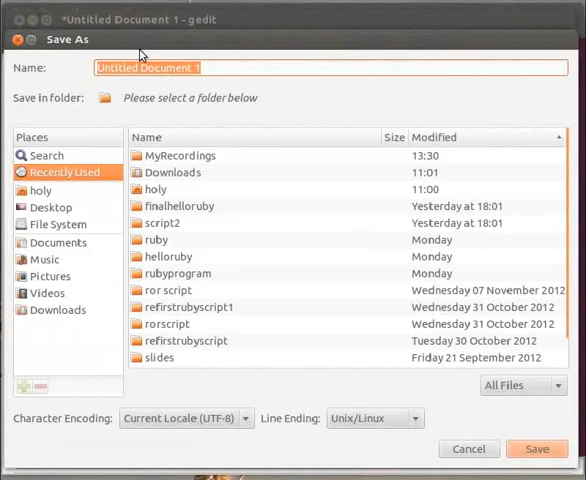 *Untitled Document 1 - gedit
Save As
Name: Untitled Document 1
Save in folder: Please select a folder below
Places
Search
Recently Used
holy
Desktop
File System
Documents
Music
Pictures
Videos
Downloads
Name Size Modified
MyRecordings 13:30
Downloads 11:01
holy 11:00
finalhelloruby Yesterday at 18:01
script2 Yesterday at 18:01
ruby Monday
helloruby Monday
rubyprogram Monday
ror script Wednesday 07 November 2012
refirstrubyscript1 Wednesday 31 October 2012
rorscript Wednesday 31 October 2012
refirstrubyscript Tuesday 30 October 2012
slides Friday 21 September 2012
All Files
Character Encoding: Current Locale (UTF-8) Line Ending: Unix/Linux
Cancel Save